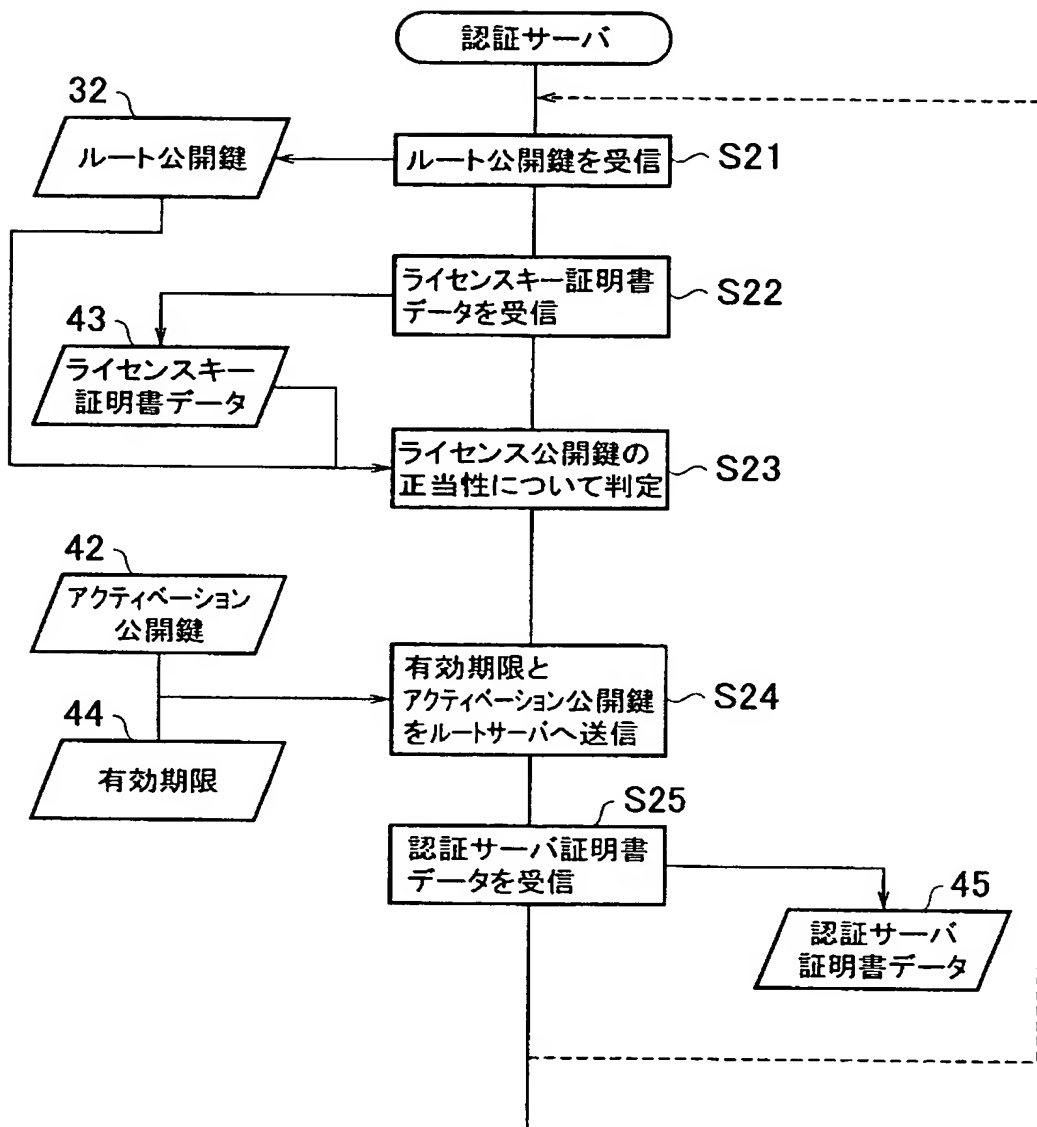 認証サーバ
32
ルート公開鍵
ルート公開鍵を受信
S21
ライセンスキー証明書
データを受信
S22
43
ライセンスキー
証明書データ
ライセンス公開鍵の
正当性について判定
S23
42
アクティベーション
公開鍵
有効期限と
アクティベーション公開鍵
をルートサーバへ送信
S24
44
有効期限
S25
認証サーバ証明書
データを受信
45
認証サーバ
証明書データ